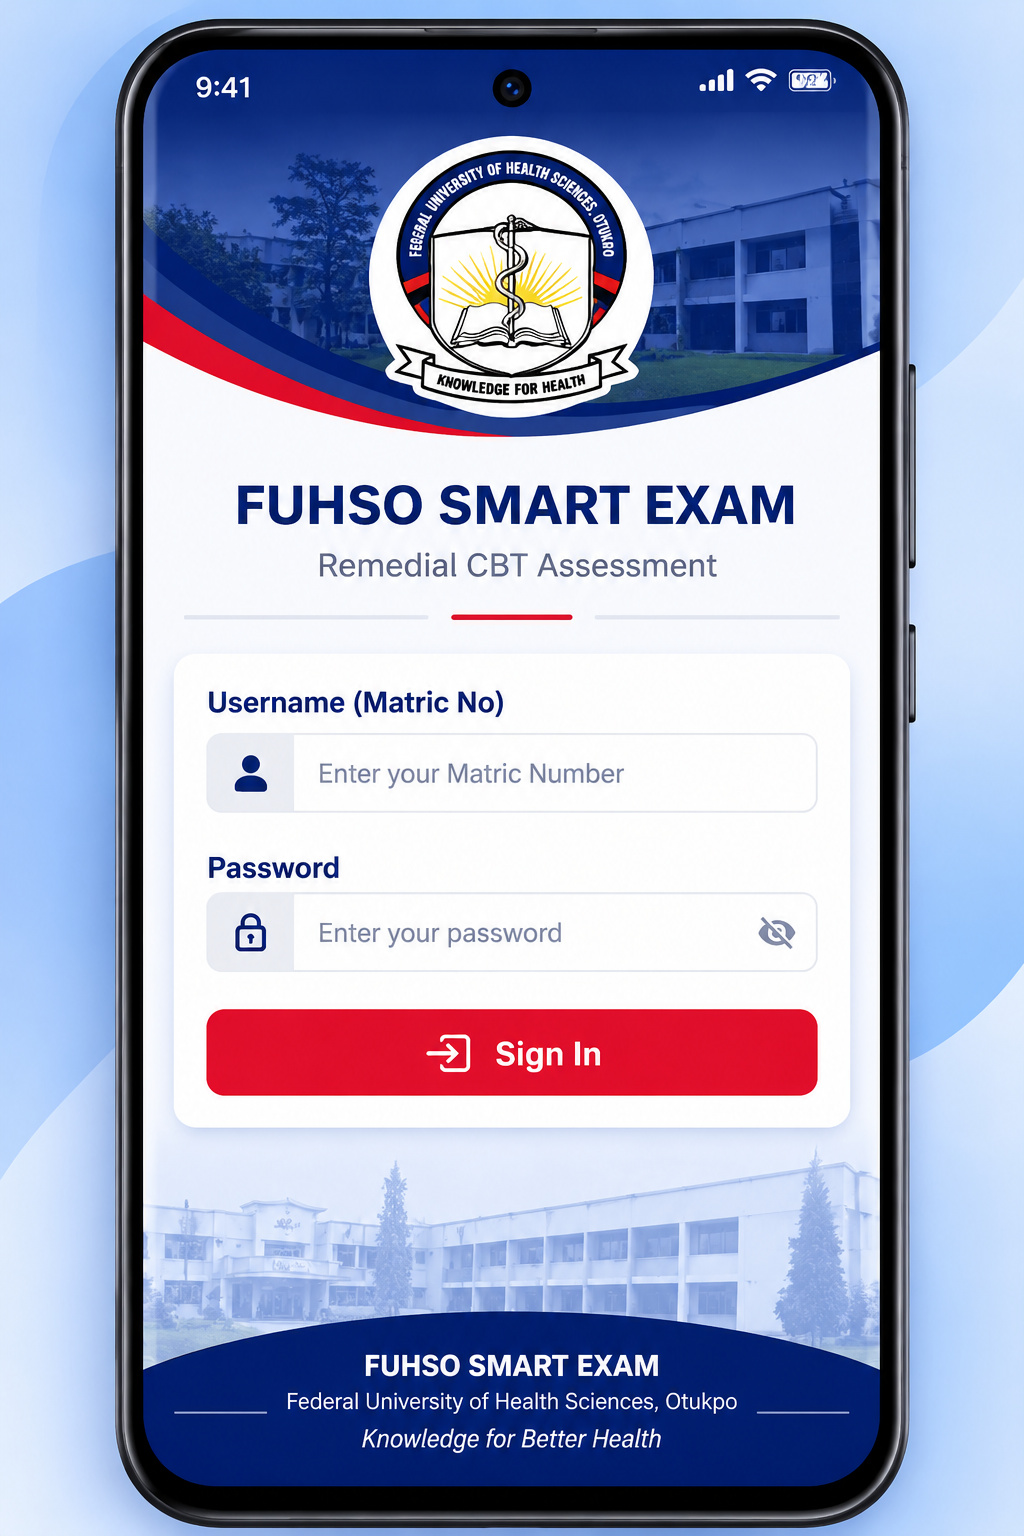 9:41
FEDERAL UNIVERSITY OF HEALTH SCIENCES, OTUKPO
KNOWLEDGE FOR HEALTH
FUHSO SMART EXAM
Remedial CBT Assessment
Username (Matric No)
Enter your Matric Number
Password
Enter your password
Sign In
FUHSO SMART EXAM
Federal University of Health Sciences, Otukpo
Knowledge for Better Health